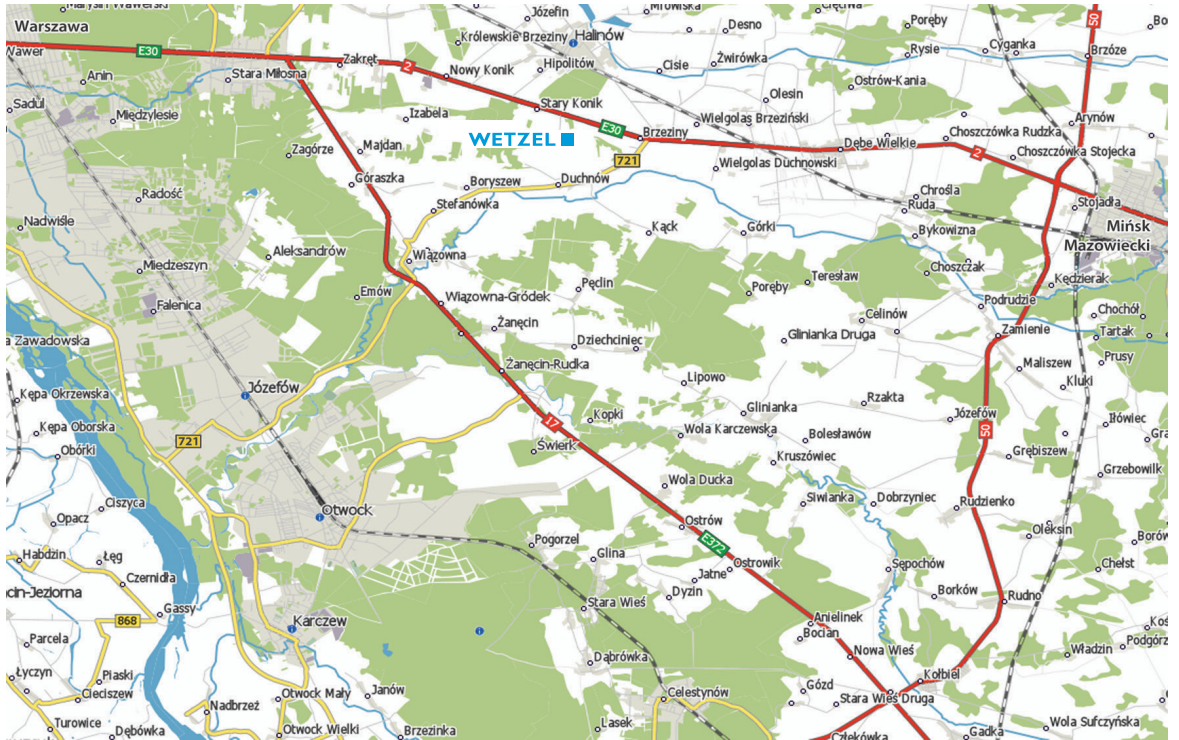 Marysin Wawerski
Józefin
Mrowiska
Cięciwa
Poręby
50
Warszawa
Królewskie Brzeziny
Halinów
Desno
Wawer
E30
Zakręt
2
Nowy Konik
Hipolitów
Cisie
Żwirówka
Rysie
Cyganka
Brzóze
Anin
Stara Miłosna
Ostrów-Kania
Sadul
Międzylesie
Izabela
Stary Konik
Olesin
Wielgolas Brzeziński
Arynów
WETZEL
E30
Brzeziny
Dębe Wielkie
Choszczówka Rudzka
2
Choszczówka Stojecka
Zagórze
Majdan
721
Wielgolas Duchnowski
Góraszka
Boryszew
Duchnów
Radość
Chrośla
Stojadła
Stefanówka
Ruda
Nadwiśle
Kąck
Górki
Bykowizna
Mińsk
Mazowiecki
Aleksandrów
Wiązowna
Miedzeszyn
Choszczak
Teresław
Kędzierak
Emów
Wiązowna-Gródek
Pęclin
Poręby
Podrudzie
Falenica
Chochół
Żanęcin
Celinów
Glinianka Druga
Zamienie
Tartak
a Zawadowska
Dziechciniec
Prusy
Żanęcin-Rudka
Maliszew
Józefów
Lipowo
Kluki
Kępa Okrzewska
Rzakta
17
Kopki
Glinianka
Józefów
50
Iłówiec
Kępa Oborska
721
Świerk
Wola Karczewska
Bolesławów
Gra
Obórki
Kruszówiec
Grębiszew
Grzebowilk
Wola Ducka
Ciszyca
Siwianka
Dobrzyniec
Rudzienko
Opacz
Otwock
Ostrów
Oleksin
E372
Borów
Habdzin
Łęg
Pogorzel
Glina
Ostrowik
Sępochów
Chełst
Czernidła
Jatne
cin-Jeziorna
Dyzin
Borków
Rudno
Gassy
Stara Wieś
868
Karczew
Anielinek
Koś
Parcela
Bocian
Podgórz
Nowa Wieś
Władzin
Dąbrówka
Łyczyn
Piaski
Kołbiel
Cieciszew
Otwock Mały
Janów
Celestynów
Gózd
Stara Wieś Druga
Nadbrzeż
Turowice
Dębówka
Otwock Wielki
Brzezinka
Lasek
Człekówka
Gadka
Wola Sufczyńska